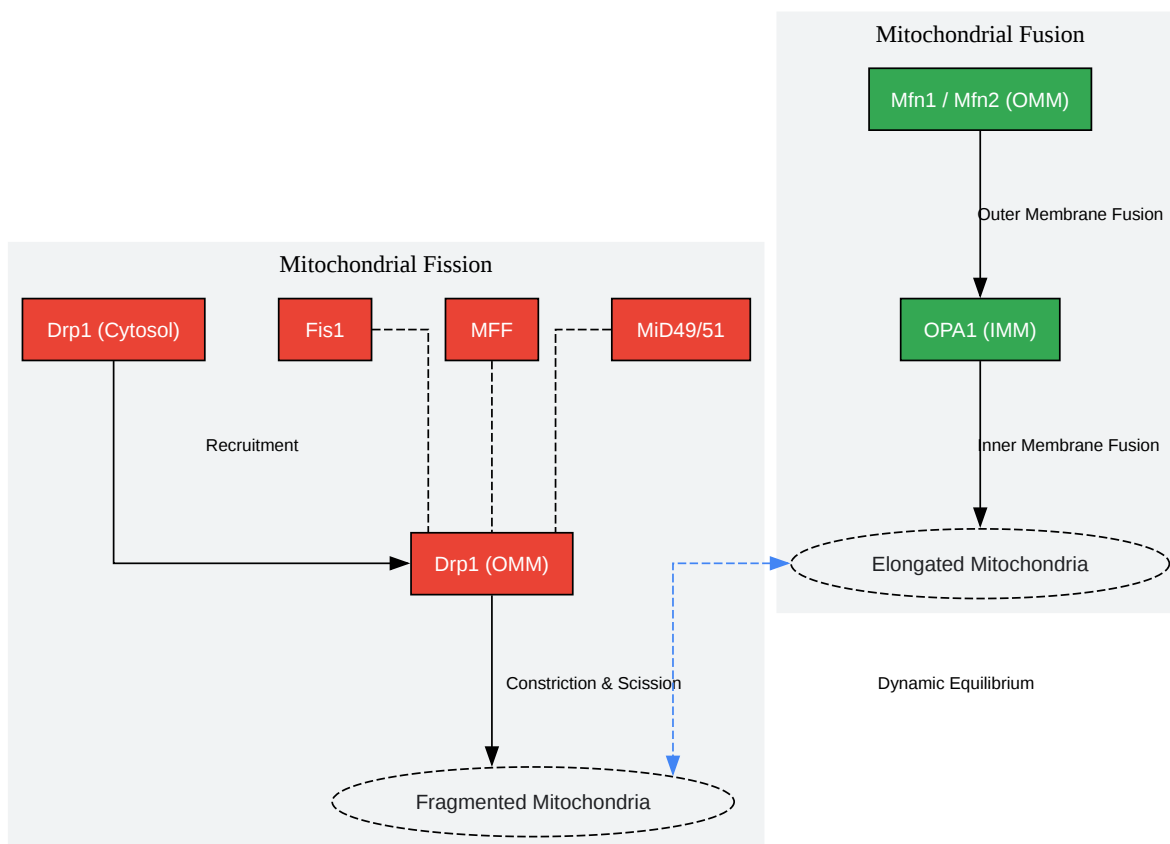 Mitochondrial Fusion
Mfn1 / Mfn2 (OMM)
Outer Membrane Fusion
Mitochondrial Fission
Drp1 (Cytosol)
Fis1
MFF
MiD49/51
OPA1 (IMM)
Recruitment
Inner Membrane Fusion
Drp1 (OMM)
Elongated Mitochondria
Constriction & Scission
Dynamic Equilibrium
Fragmented Mitochondria